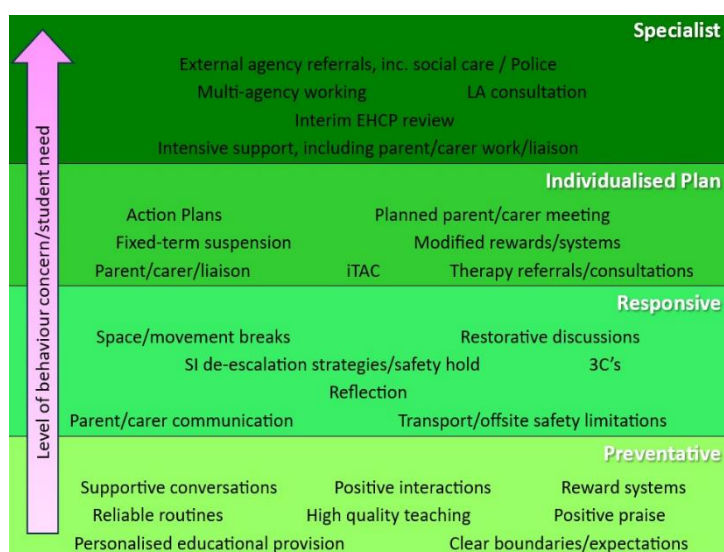 Specialist
External agency referrals, inc. social care / Police
Multi-agency working LA consultation
Interim EHCP review
Intensive support, including parent/carer work/liaison
Individualised Plan
Action Plans Planned parent/carer meeting
Fixed-term suspension Modified rewards/systems
Parent/carer/liaison iTAC Therapy referrals/consultations
Responsive
Space/movement breaks Restorative discussions
SI de-escalation strategies/safety hold 3C's
Reflection
Parent/carer communication Transport/offsite safety limitations
Preventative
Supportive conversations Positive interactions Reward systems
Reliable routines High quality teaching Positive praise
Personalised educational provision Clear boundaries/expectations
Level of behaviour concern/student need